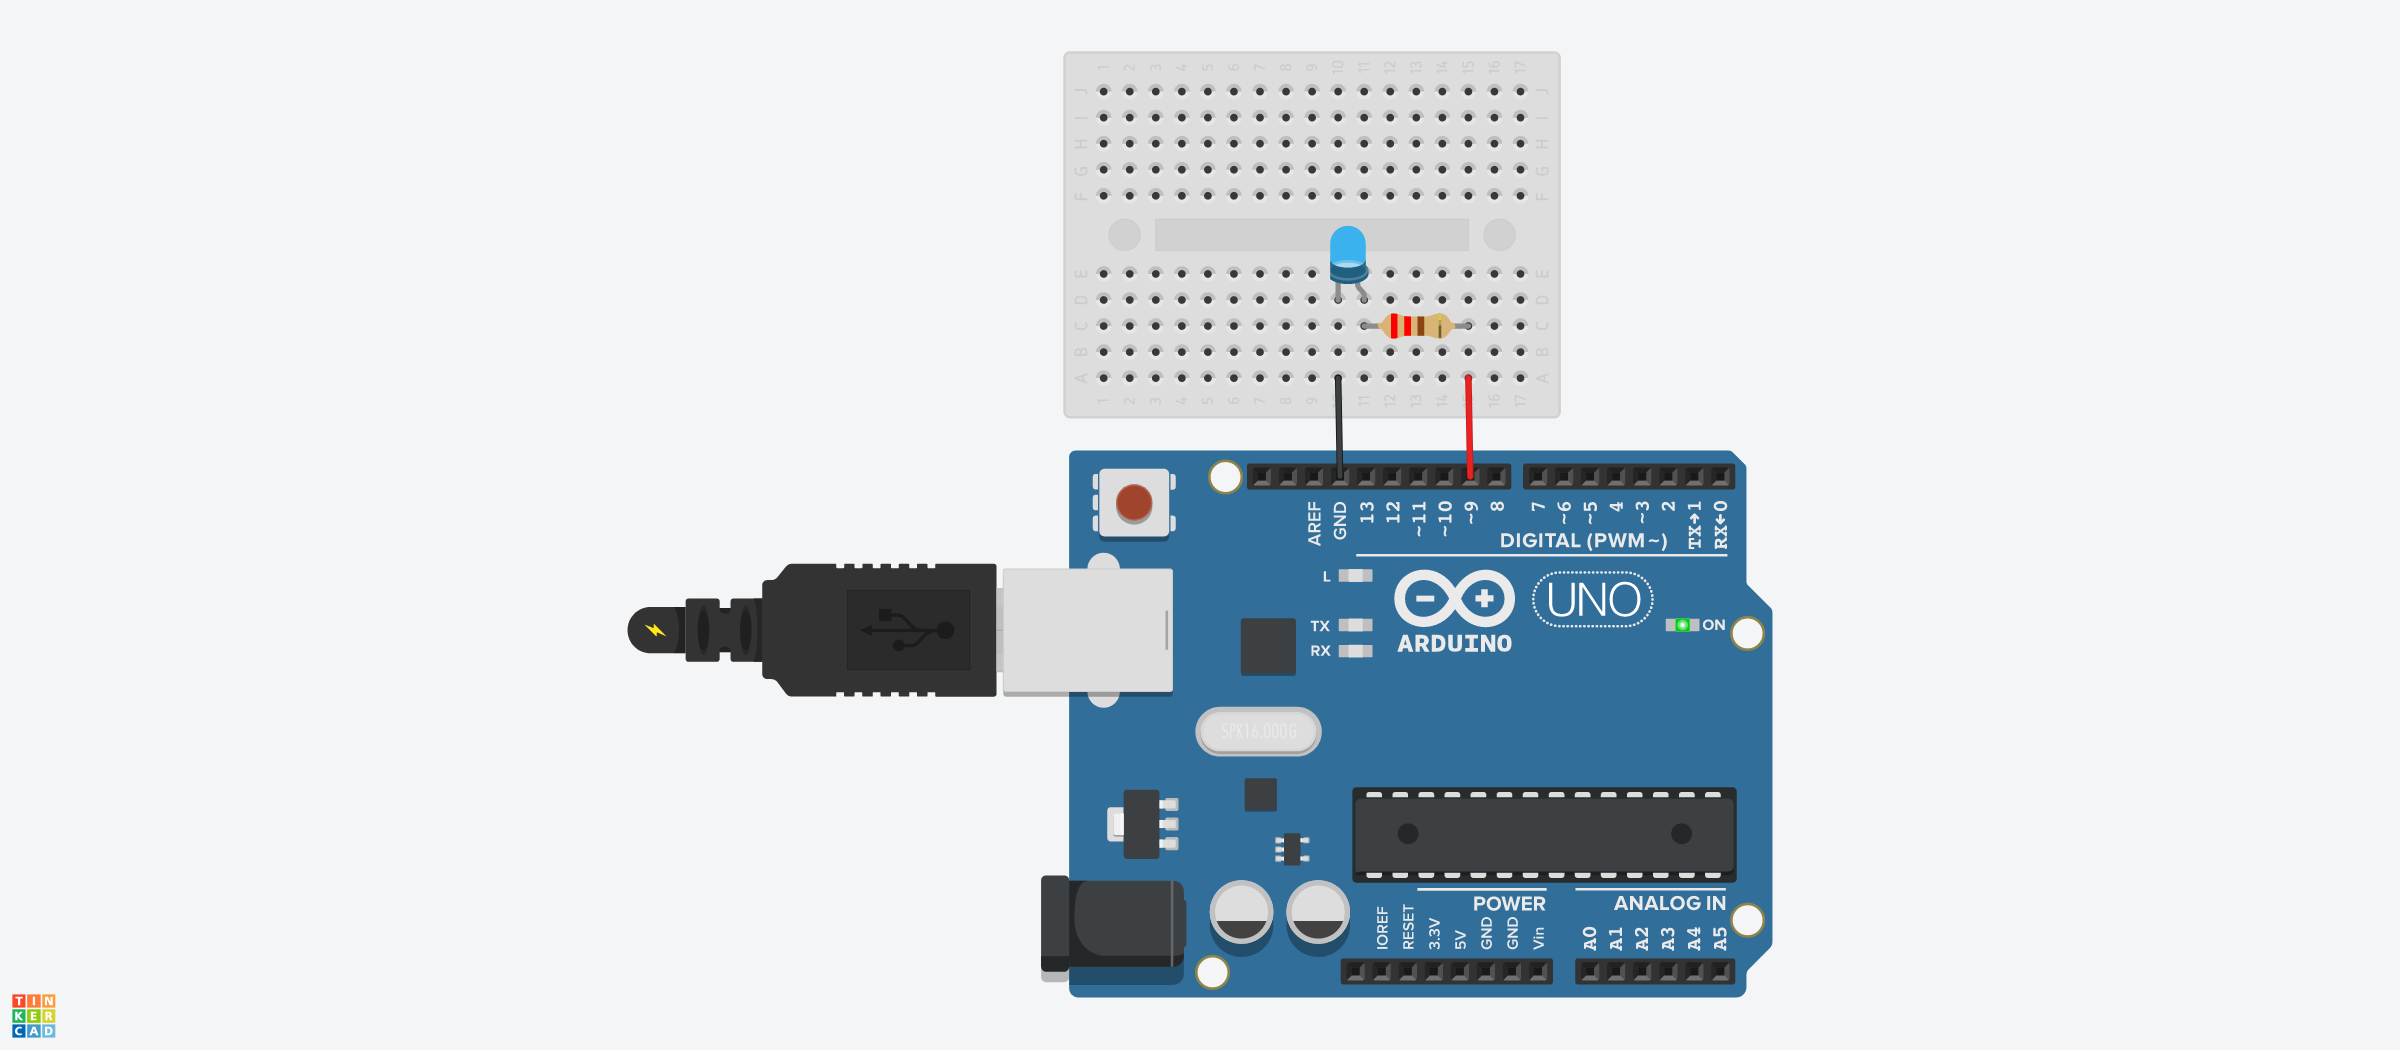 1 2 3 4 5 6 7 8 9 10 11 12 13 14 15 16 17
J J
I I
H H
G G
F F
E E
D D
C C
B B
A A
1 2 3 4 5 6 7 8 9 11 12 13 14 16 17
AREF GND 13 12 ~11 ~10 ~9 8 7 ~6 ~5 4 ~3 2 TX→1 RX←0
DIGITAL (PWM~)
L
TX
RX
ARDUINO
UNO
ON
SPK16.000G
POWER
ANALOG IN
IOREF RESET 3.3V 5V GND GND Vin A0 A1 A2 A3 A4 A5
TIN
KER
CAD